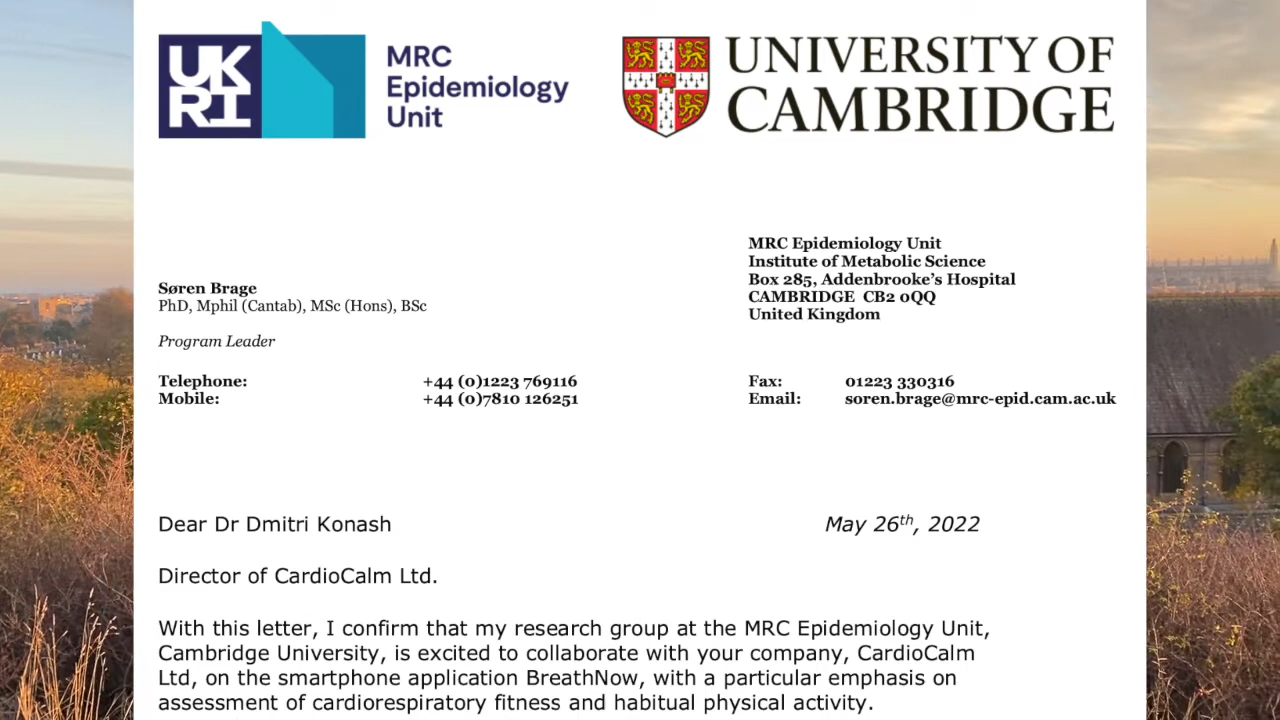 UK
RI
MRC
Epidemiology
Unit
UNIVERSITY OF
CAMBRIDGE
MRC Epidemiology Unit
Institute of Metabolic Science
Box 285, Addenbrooke's Hospital
CAMBRIDGE CB2 0QQ
United Kingdom
Søren Brage
PhD, Mphil (Cantab), MSc (Hons), BSc
Program Leader
Telephone: +44 (0)1223 769116
Mobile: +44 (0)7810 126251
Fax: 01223 330316
Email: soren.brage@mrc-epid.cam.ac.uk
Dear Dr Dmitri Konash
May 26th, 2022
Director of CardioCalm Ltd.
With this letter, I confirm that my research group at the MRC Epidemiology Unit,
Cambridge University, is excited to collaborate with your company, CardioCalm
Ltd, on the smartphone application BreathNow, with a particular emphasis on
assessment of cardiorespiratory fitness and habitual physical activity.